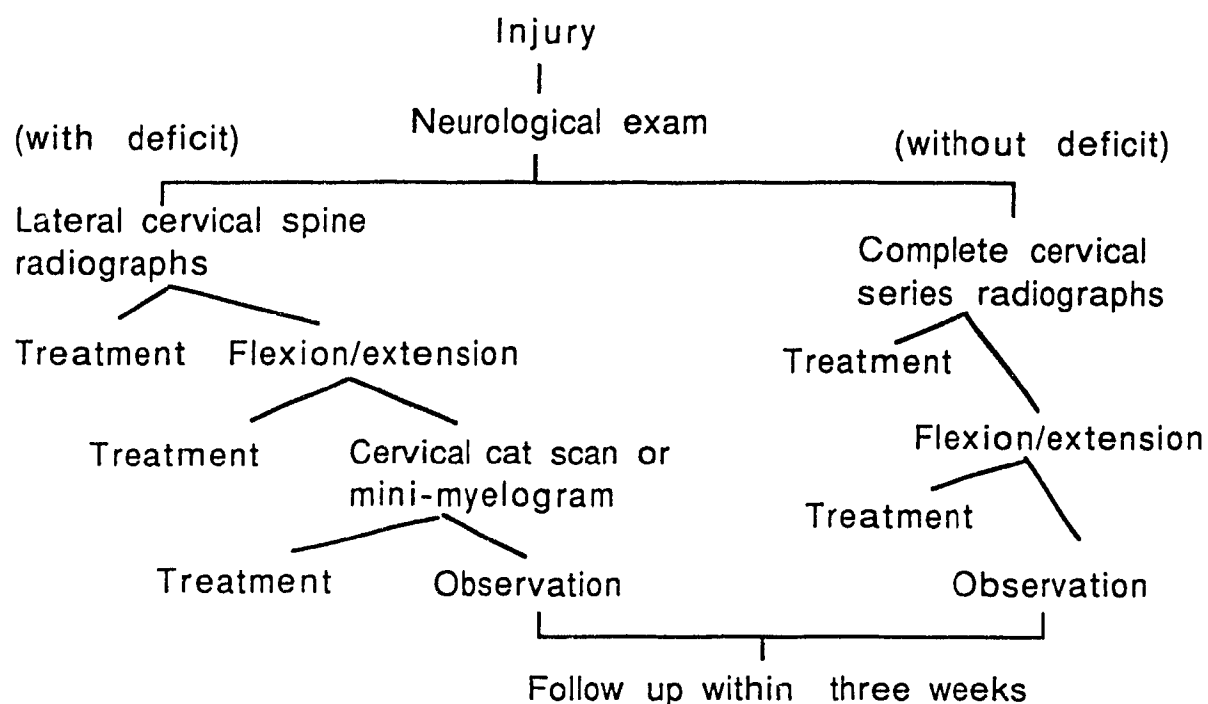 Injury
Neurological exam
(with deficit)
(without deficit)
Lateral cervical spine
radiographs
Complete cervical
series radiographs
Treatment
Flexion/extension
Treatment
Treatment
Cervical cat scan or
mini-myelogram
Flexion/extension
Treatment
Treatment
Observation
Observation
Follow up within three weeks